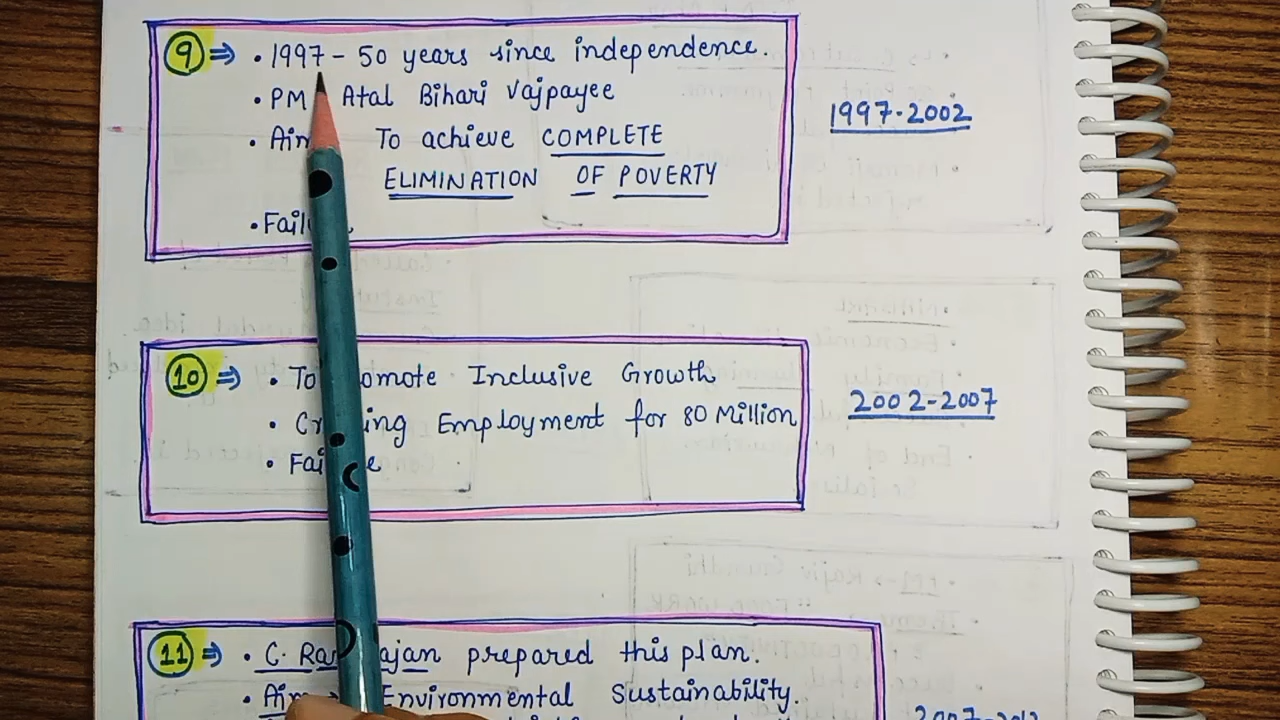 9 ⇒ • 1997 - 50 years since independence.
• PM Atal Bihari Vajpayee
1997-2002
• To achieve COMPLETE
ELIMINATION OF POVERTY
10 ⇒ • To Inclusive Growth
2002-2007
• Employment for 80 Million
•
11 ⇒ • C. prepared this plan.
• Environmental Sustainability.